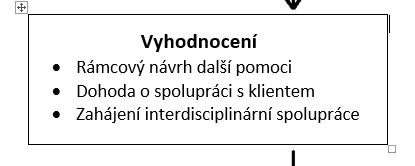 Vyhodnocení
• Rámcový návrh další pomoci
• Dohoda o spolupráci s klientem
• Zahájení interdisciplinární spolupráce